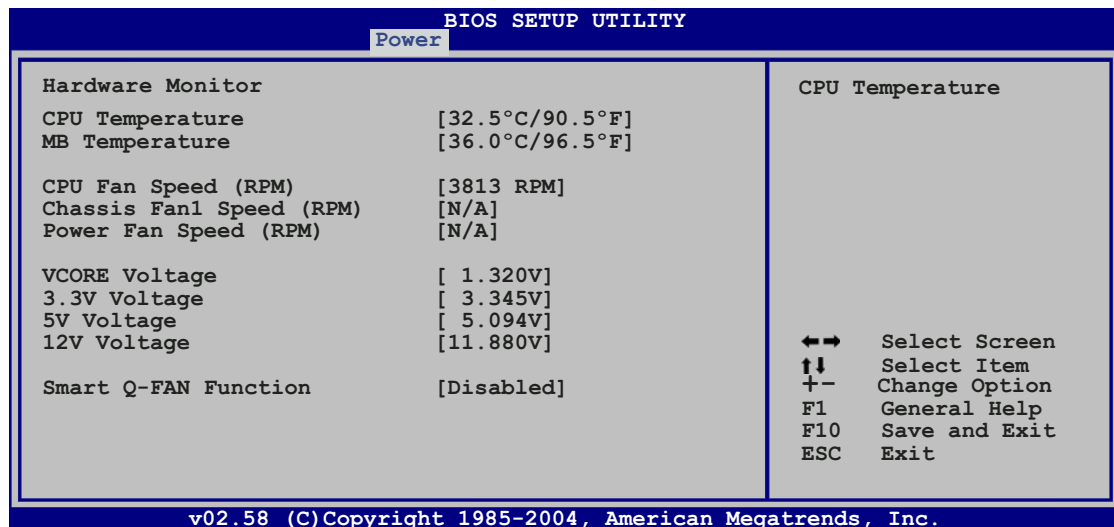 BIOS SETUP UTILITY
Power
Hardware Monitor
CPU Temperature [32.5°C/90.5°F]
MB Temperature [36.0°C/96.5°F]
CPU Fan Speed (RPM) [3813 RPM]
Chassis Fan1 Speed (RPM) [N/A]
Power Fan Speed (RPM) [N/A]
VCORE Voltage [ 1.320V]
3.3V Voltage [ 3.345V]
5V Voltage [ 5.094V]
12V Voltage [11.880V]
Smart Q-FAN Function [Disabled]
CPU Temperature
←→ Select Screen
↑↓ Select Item
+- Change Option
F1 General Help
F10 Save and Exit
ESC Exit
v02.58 (C)Copyright 1985-2004, American Megatrends, Inc.